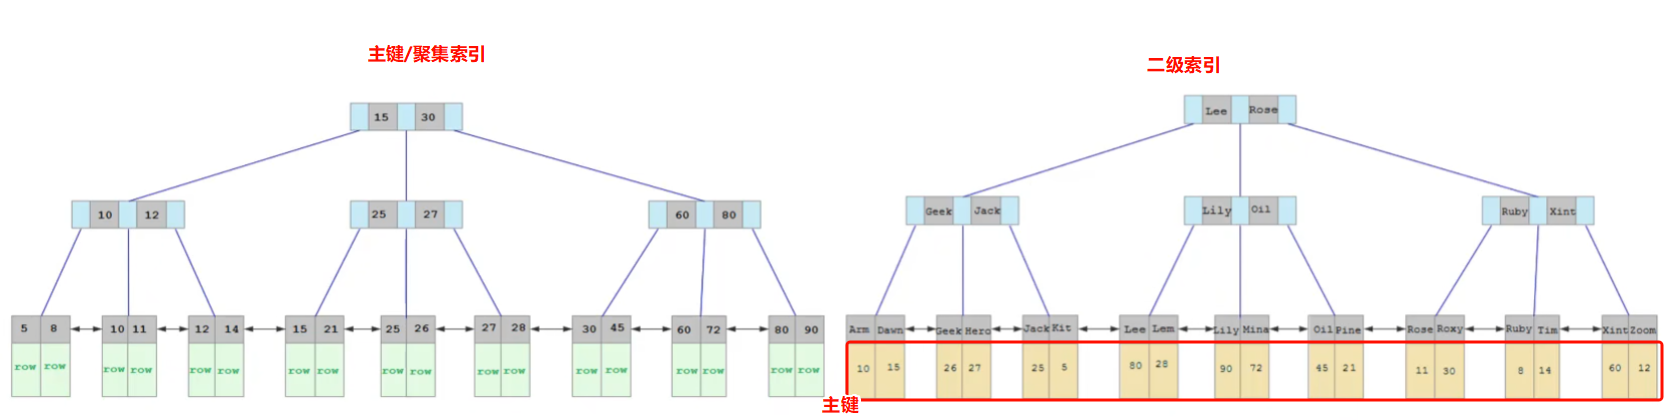 主键/聚集索引
15 30
10 12
25 27
60 80
5 8 10 11 12 14 15 21 25 26 27 28 30 45 60 72 80 90
row row row row row row row row row row row row row row row row row row
二级索引
Lee Rose
Geek Jack
Lily Oil
Ruby Xint
Arm Dawn Geek Hero Jack Kit Lee Lem Lily Mina Oil Pine Rose Roxy Ruby Tim Xint Zoom
10 15 26 27 25 5 80 28 90 72 45 21 11 30 8 14 60 12
主键